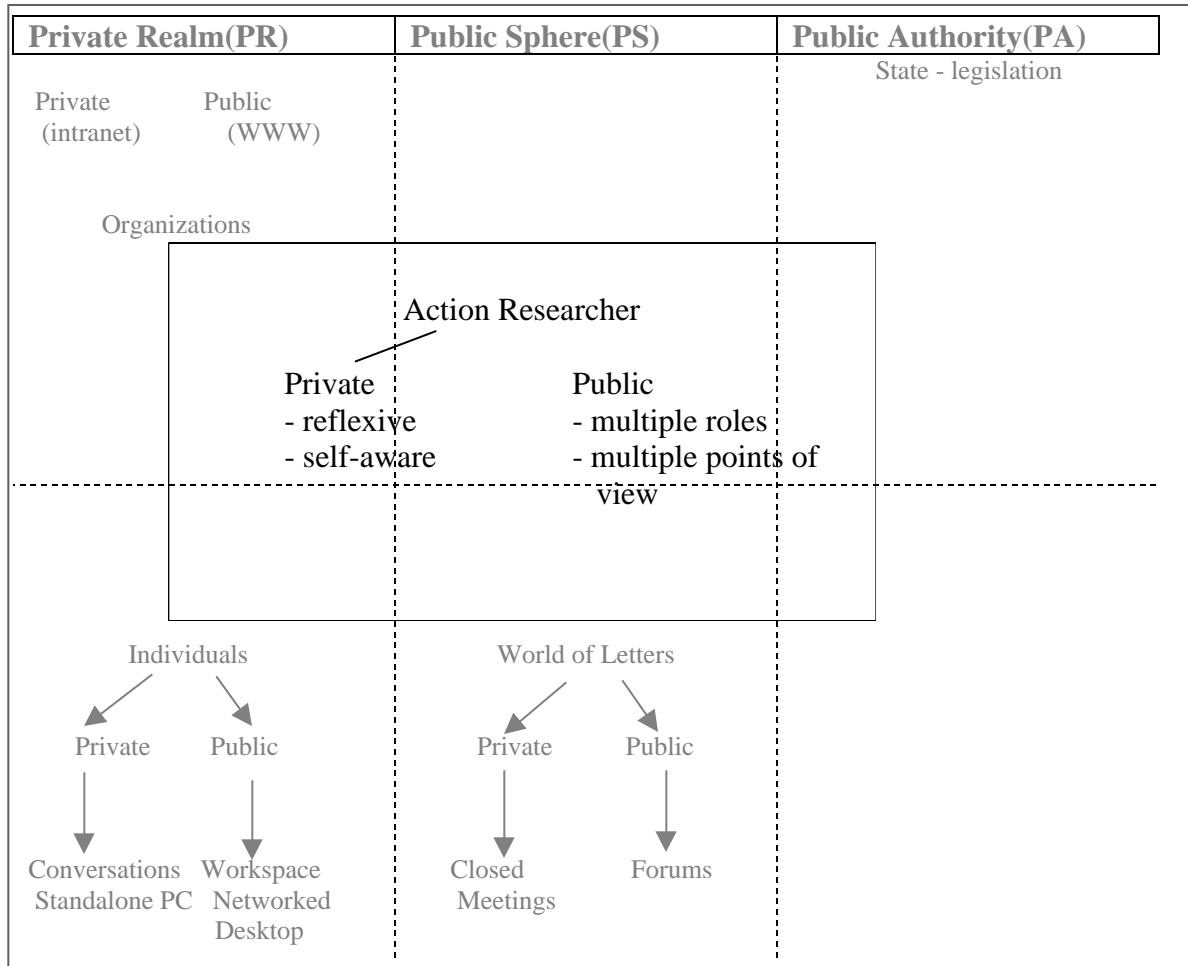 Private Realm(PR) Public Sphere(PS) Public Authority(PA)
State - legislation
Private Public
(intranet) (WWW)
Organizations
Action Researcher
Private Public
- reflexive - multiple roles
- self-aware - multiple points of
view
Individuals World of Letters
Private Public Private Public
Conversations Workspace Closed Forums
Standalone PC Networked Meetings
Desktop